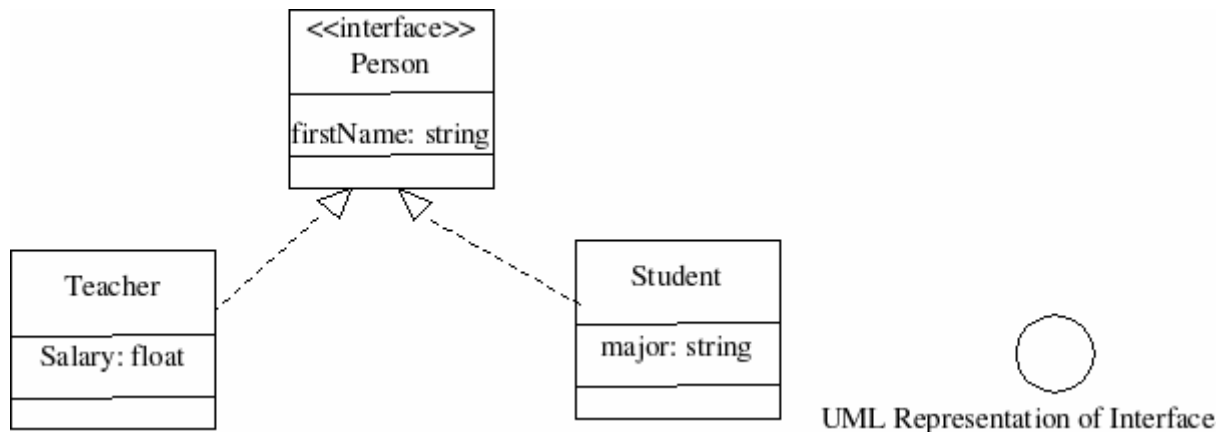 <<interface>>
Person
firstName: string
Teacher
Salary: float
Student
major: string
UML Representation of Interface